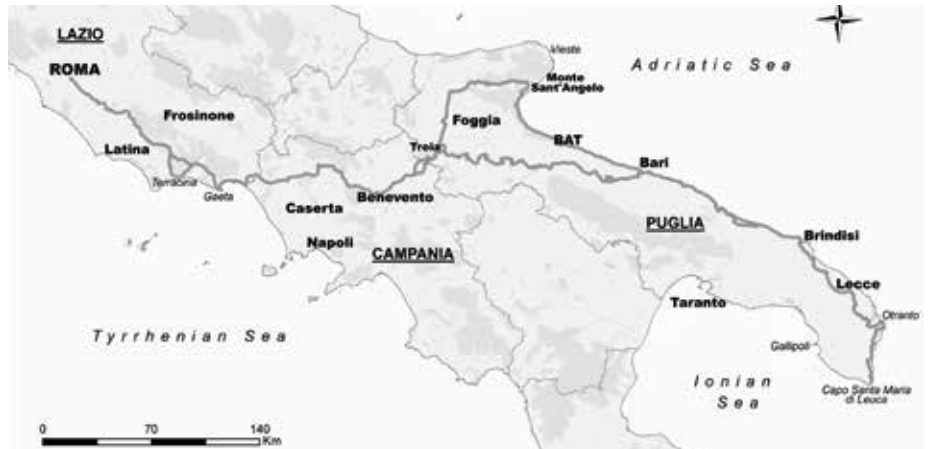 LAZIO
ROMA
Vieste
Adriatic Sea
Monte
Sant'Angelo
Frosinone
Foggia
BAT
Latina
Troia
Bari
Terracina
Gaeta
Benevento
Caserta
PUGLIA
Napoli
CAMPANIA
Brindisi
Lecce
Taranto
Otranto
Tyrrhenian Sea
Gallipoli
Ionian
Sea
Capo Santa Maria
di Leuca
0 70 140
Km